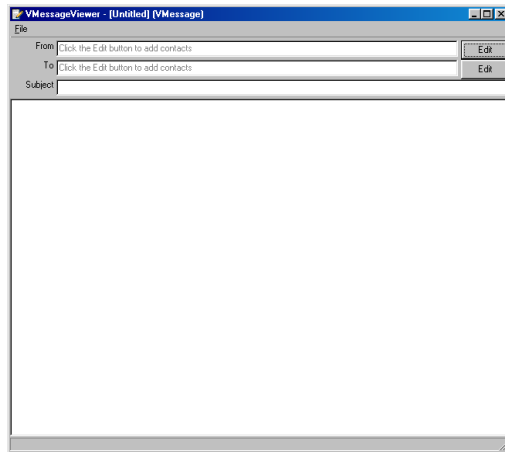 VMessageViewer - [Untitled] (VMessage)
File
From Click the Edit button to add contacts Edit
To Click the Edit button to add contacts Edit
Subject